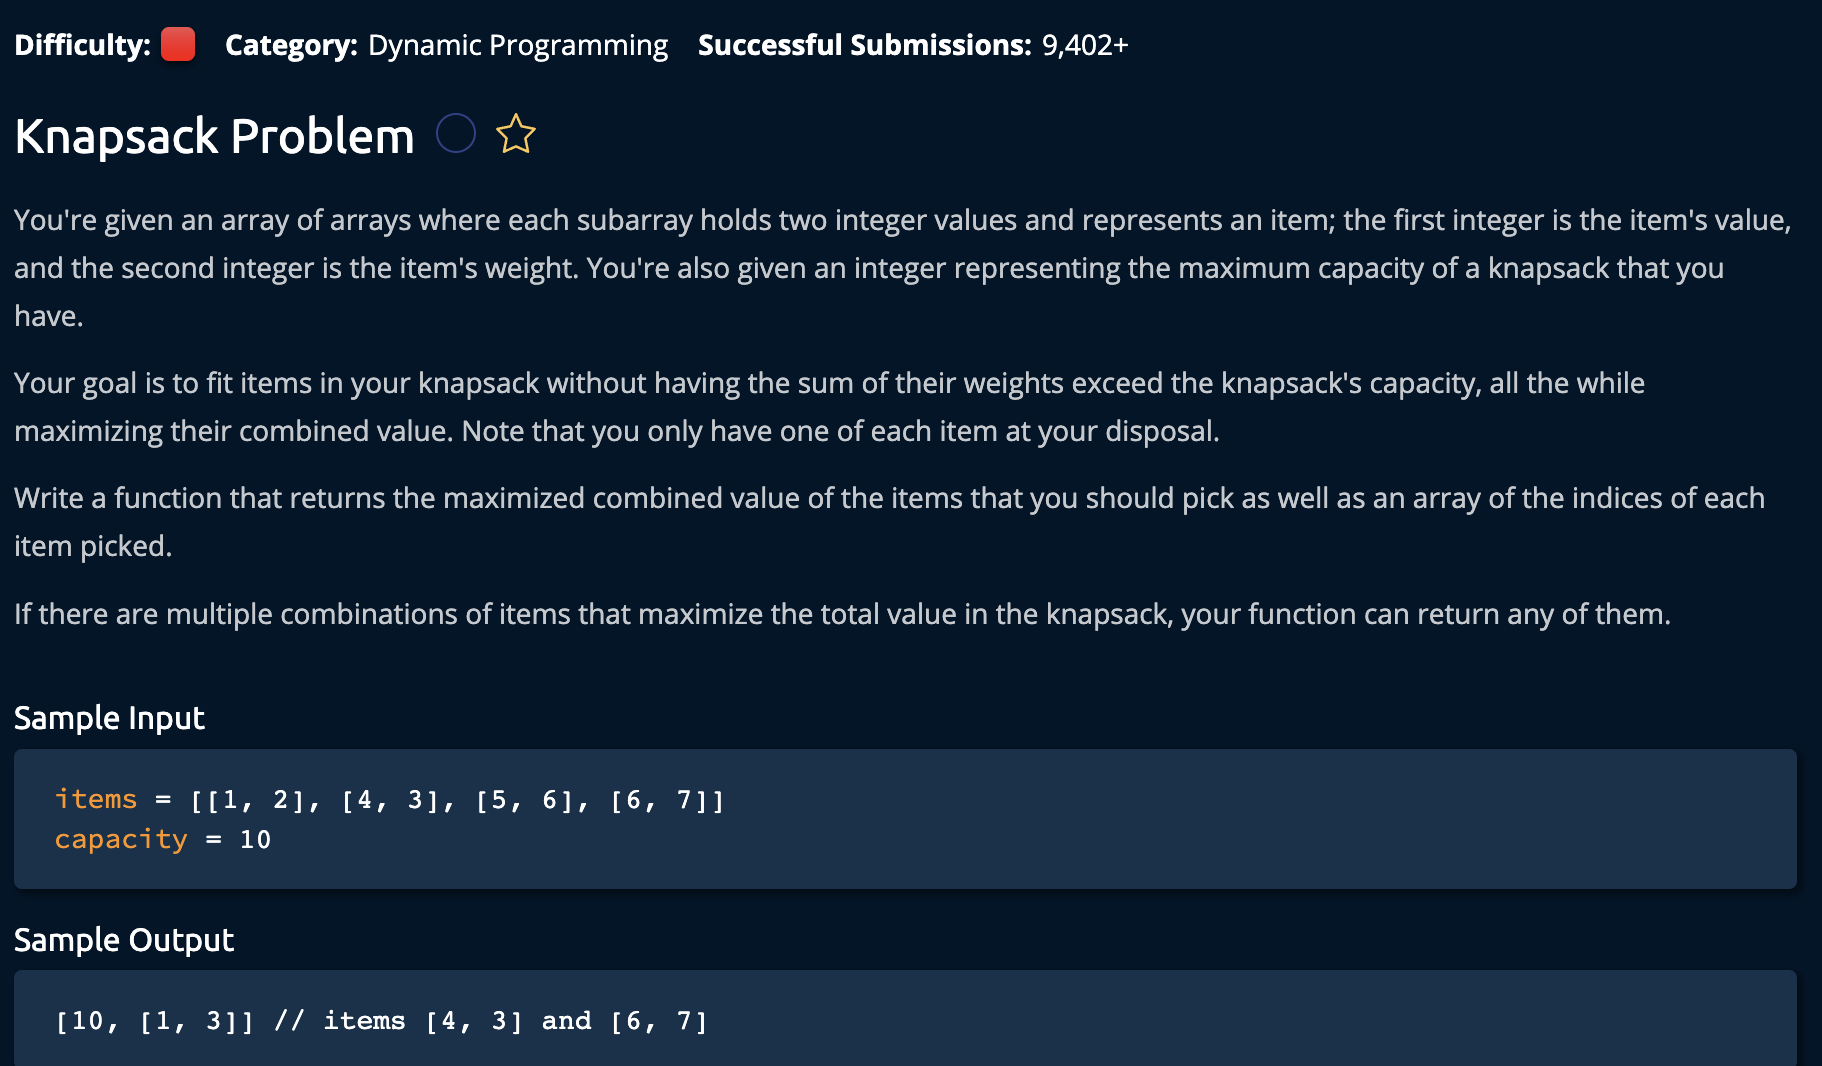 Difficulty: Category: Dynamic Programming Successful Submissions: 9,402+
Knapsack Problem
You're given an array of arrays where each subarray holds two integer values and represents an item; the first integer is the item's value,
and the second integer is the item's weight. You're also given an integer representing the maximum capacity of a knapsack that you
have.
Your goal is to fit items in your knapsack without having the sum of their weights exceed the knapsack's capacity, all the while
maximizing their combined value. Note that you only have one of each item at your disposal.
Write a function that returns the maximized combined value of the items that you should pick as well as an array of the indices of each
item picked.
If there are multiple combinations of items that maximize the total value in the knapsack, your function can return any of them.
Sample Input
items = [[1, 2], [4, 3], [5, 6], [6, 7]]
capacity = 10
Sample Output
[10, [1, 3]] // items [4, 3] and [6, 7]